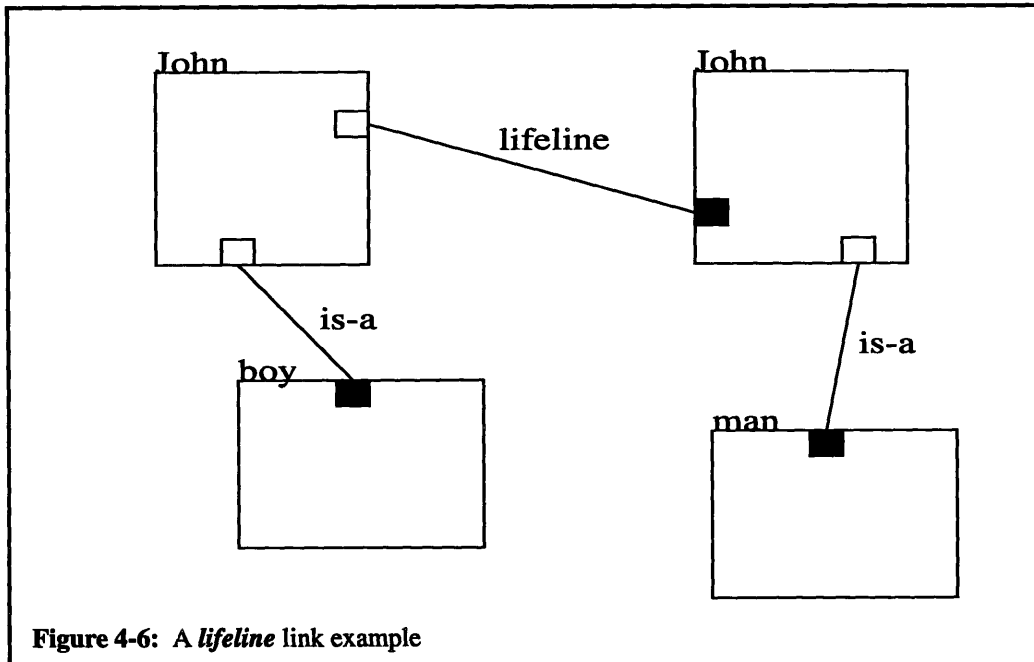 John
John
lifeline
is-a
is-a
boy
man
Figure 4-6: A lifeline link example